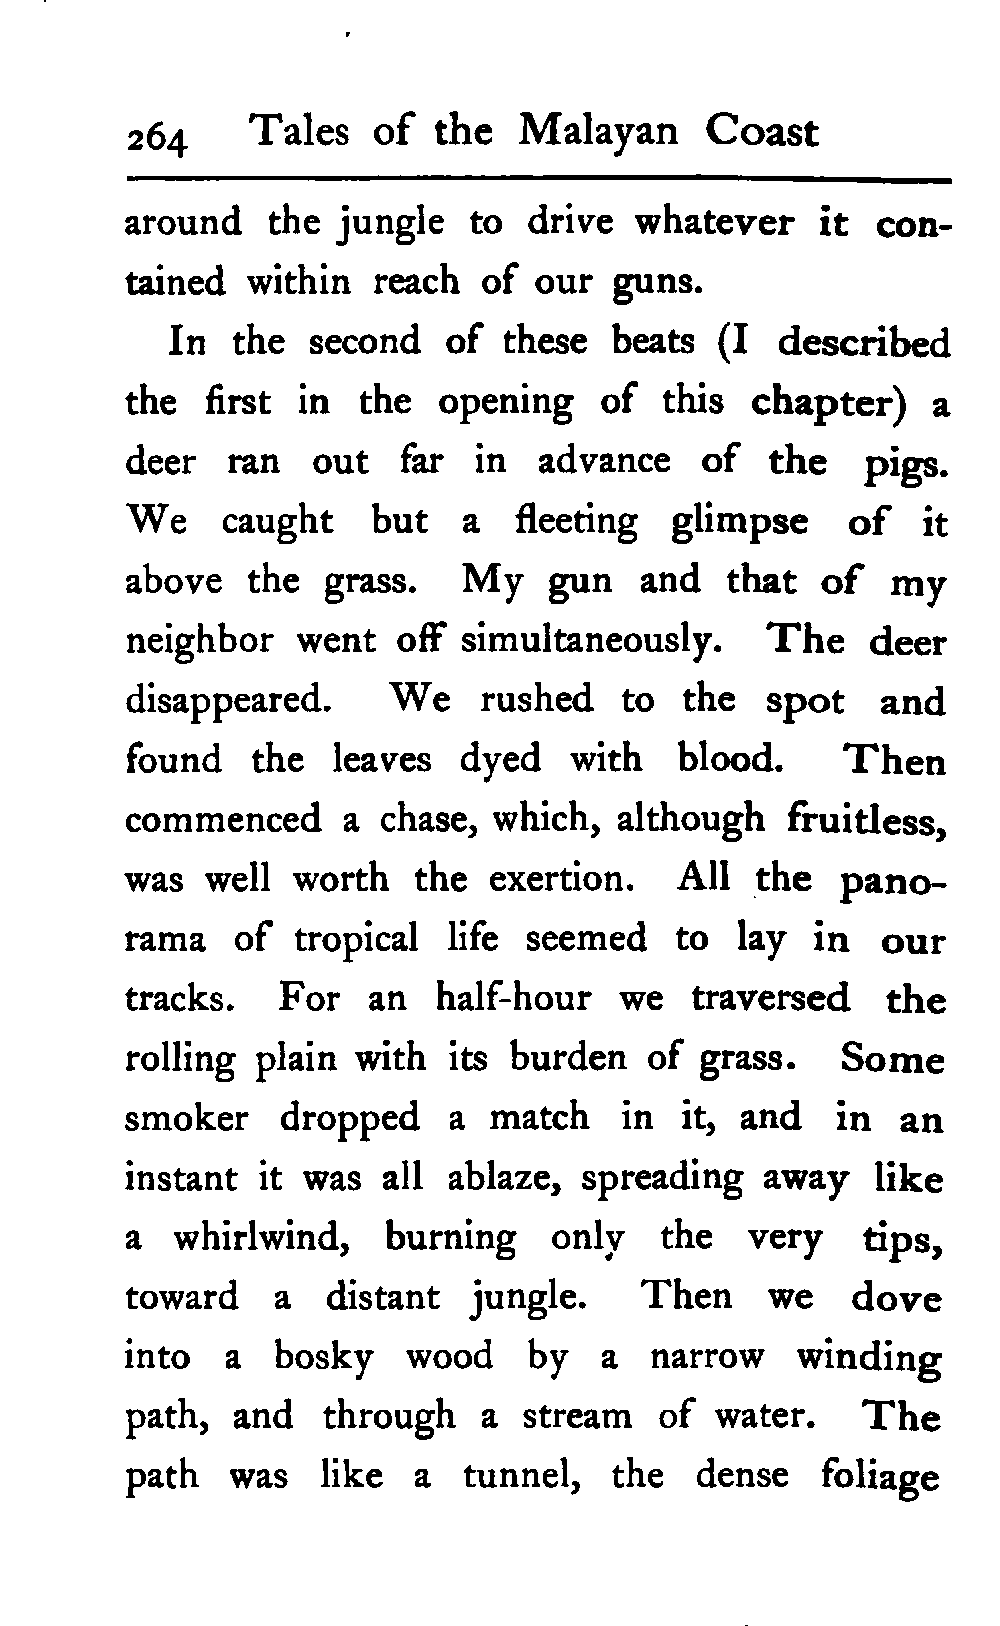 264 Tales of the Malayan Coast
around the jungle to drive whatever it con-
tained within reach of our guns.
In the second of these beats (I described
the first in the opening of this chapter) a
deer ran out far in advance of the pigs.
We caught but a fleeting glimpse of it
above the grass. My gun and that of my
neighbor went off simultaneously. The deer
disappeared. We rushed to the spot and
found the leaves dyed with blood. Then
commenced a chase, which, although fruitless,
was well worth the exertion. All the pano-
rama of tropical life seemed to lay in our
tracks. For an half-hour we traversed the
rolling plain with its burden of grass. Some
smoker dropped a match in it, and in an
instant it was all ablaze, spreading away like
a whirlwind, burning only the very tips,
toward a distant jungle. Then we dove
into a bosky wood by a narrow winding
path, and through a stream of water. The
path was like a tunnel, the dense foliage